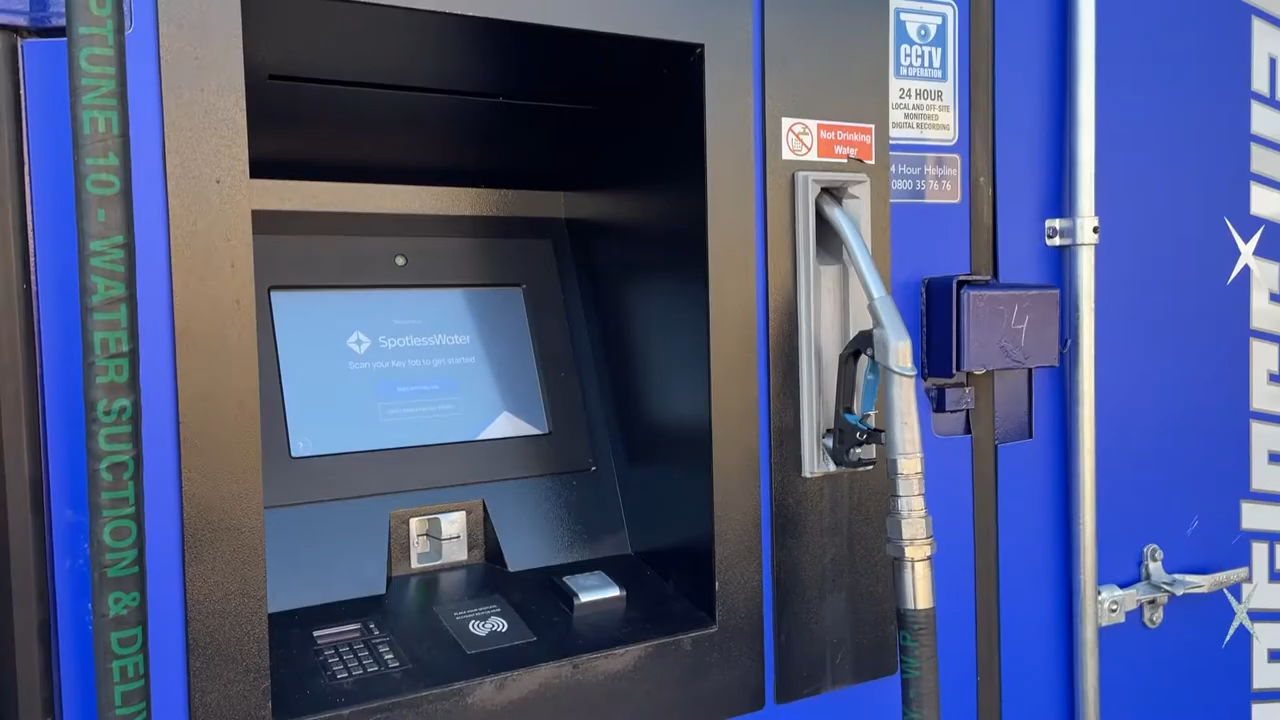 PTUNE 10 - WATER SUCTION & DELIV
SpotlessWater
Scan your Key fob to get started
Not Drinking
Water
CCTV
IN OPERATION
24 HOUR
LOCAL AND OFF-SITE
MONITORED
DIGITAL RECORDING
4 Hour Helpline
0800 35 76 76
W.P